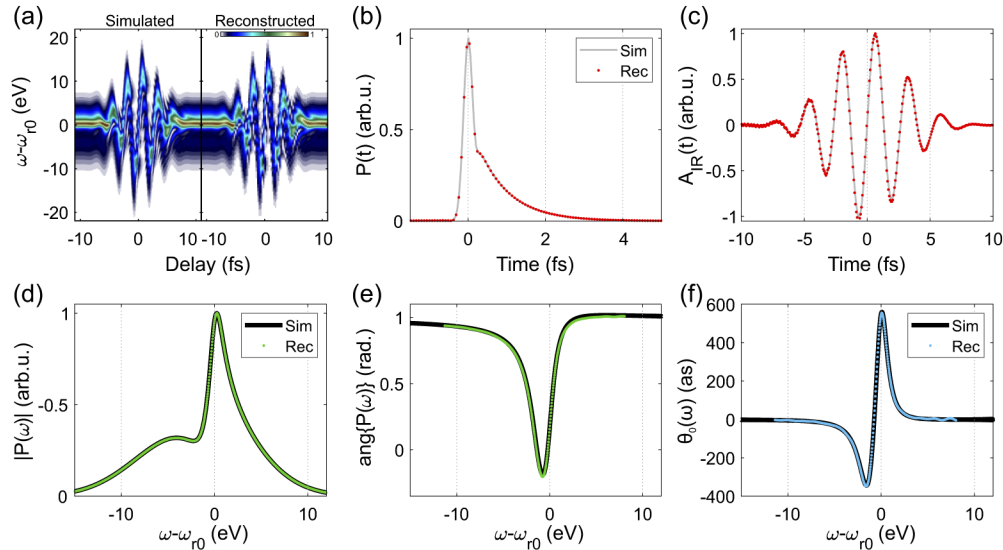 (a)
Simulated
Reconstructed
0
1
20
10
0
-10
-20
ω-ω_r0 (eV)
-10
0
10
-10
0
10
Delay (fs)
(b)
Sim
Rec
1
0.5
0
P(t) (arb.u.)
0
2
4
Time (fs)
(c)
1
0.5
0
-0.5
-1
A_IR(t) (arb.u.)
-10
-5
0
5
10
Time (fs)
(d)
Sim
Rec
1
-0.5
0
|P(ω)| (arb.u.)
-10
0
10
ω-ω_r0 (eV)
(e)
Sim
Rec
1
0.5
0
ang{P(ω)} (rad.)
-10
0
10
ω-ω_r0 (eV)
(f)
Sim
Rec
600
400
200
0
-200
-400
θ_0(ω) (as)
-10
0
10
ω-ω_r0 (eV)